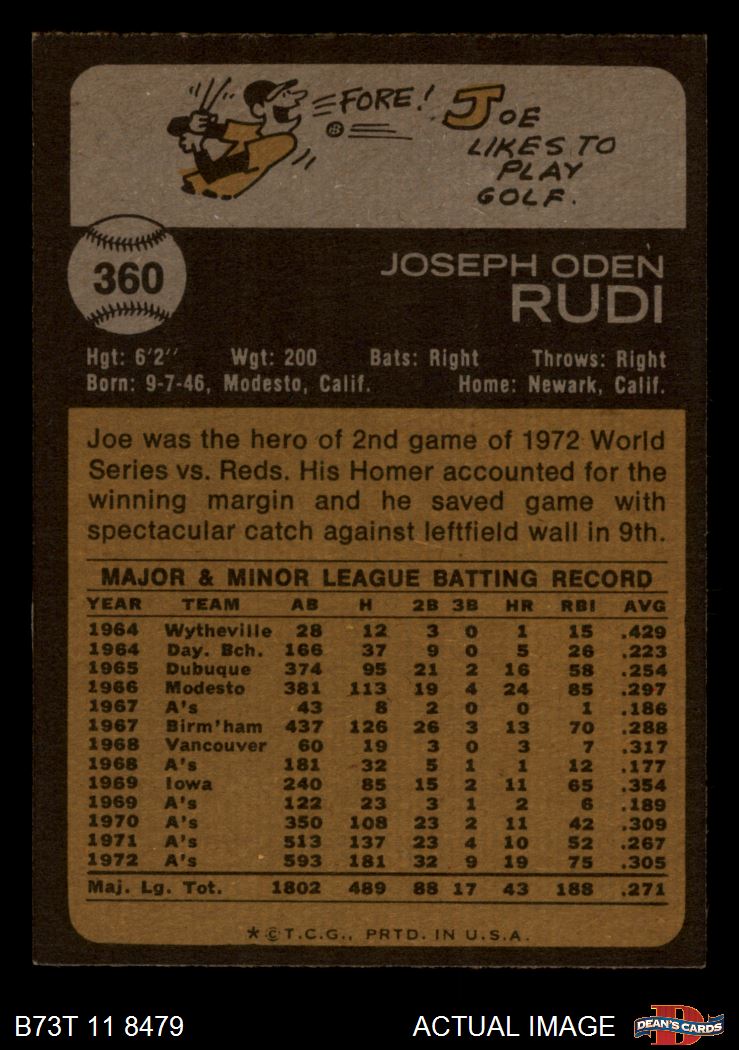 FORE!
JOE
LIKES TO
PLAY
GOLF.
360
JOSEPH ODEN
RUDI
Hgt: 6'2" Wgt: 200 Bats: Right Throws: Right
Born: 9-7-46, Modesto, Calif. Home: Newark, Calif.
Joe was the hero of 2nd game of 1972 World
Series vs. Reds. His Homer accounted for the
winning margin and he saved game with
spectacular catch against leftfield wall in 9th.
MAJOR & MINOR LEAGUE BATTING RECORD
YEAR TEAM AB H 2B 3B HR RBI AVG
1964 Wytheville 28 12 3 0 1 15 .429
1964 Day. Bch. 166 37 9 0 5 26 .223
1965 Dubuque 374 95 21 2 16 58 .254
1966 Modesto 381 113 19 4 24 85 .297
1967 A's 43 8 2 0 0 1 .186
1967 Birm'ham 437 126 26 3 13 70 .288
1968 Vancouver 60 19 3 0 3 7 .317
1968 A's 181 32 5 1 1 12 .177
1969 Iowa 240 85 15 2 11 65 .354
1969 A's 122 23 3 1 2 6 .189
1970 A's 350 108 23 2 11 42 .309
1971 A's 513 137 23 4 10 52 .267
1972 A's 593 181 32 9 19 75 .305
Maj. Lg. Tot. 1802 489 88 17 43 188 .271
*©T.C.G., PRTD. IN U.S.A.
B73T 11 8479 ACTUAL IMAGE D DEAN'S CARDS